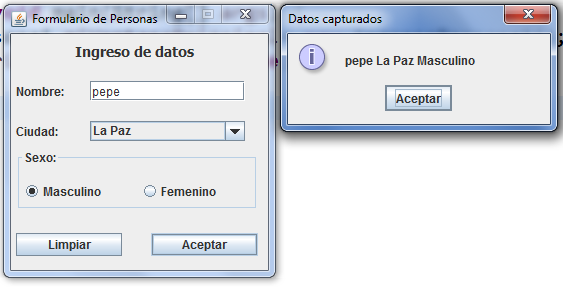 Formulario de Personas
Ingreso de datos
Nombre:
pepe
Ciudad:
La Paz
Sexo:
Masculino
Femenino
Limpiar
Aceptar
Datos capturados
pepe La Paz Masculino
Aceptar